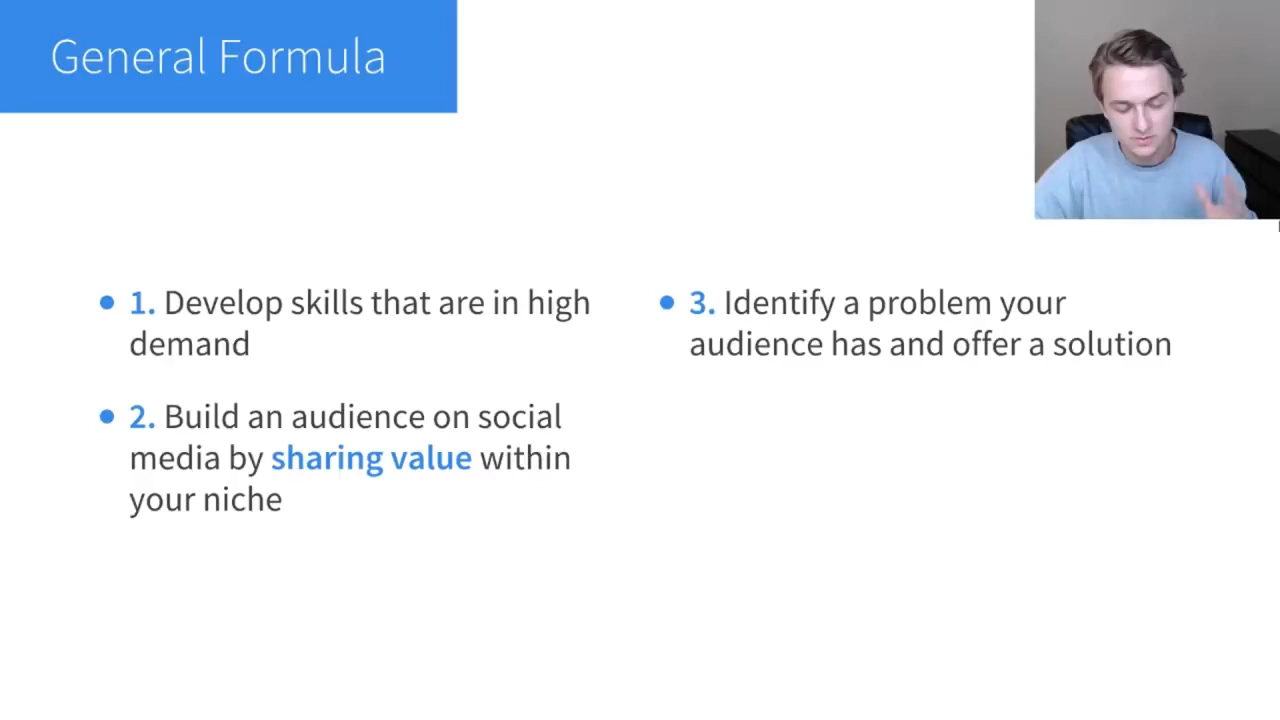 General Formula
1. Develop skills that are in high
demand
2. Build an audience on social
media by sharing value within
your niche
3. Identify a problem your
audience has and offer a solution